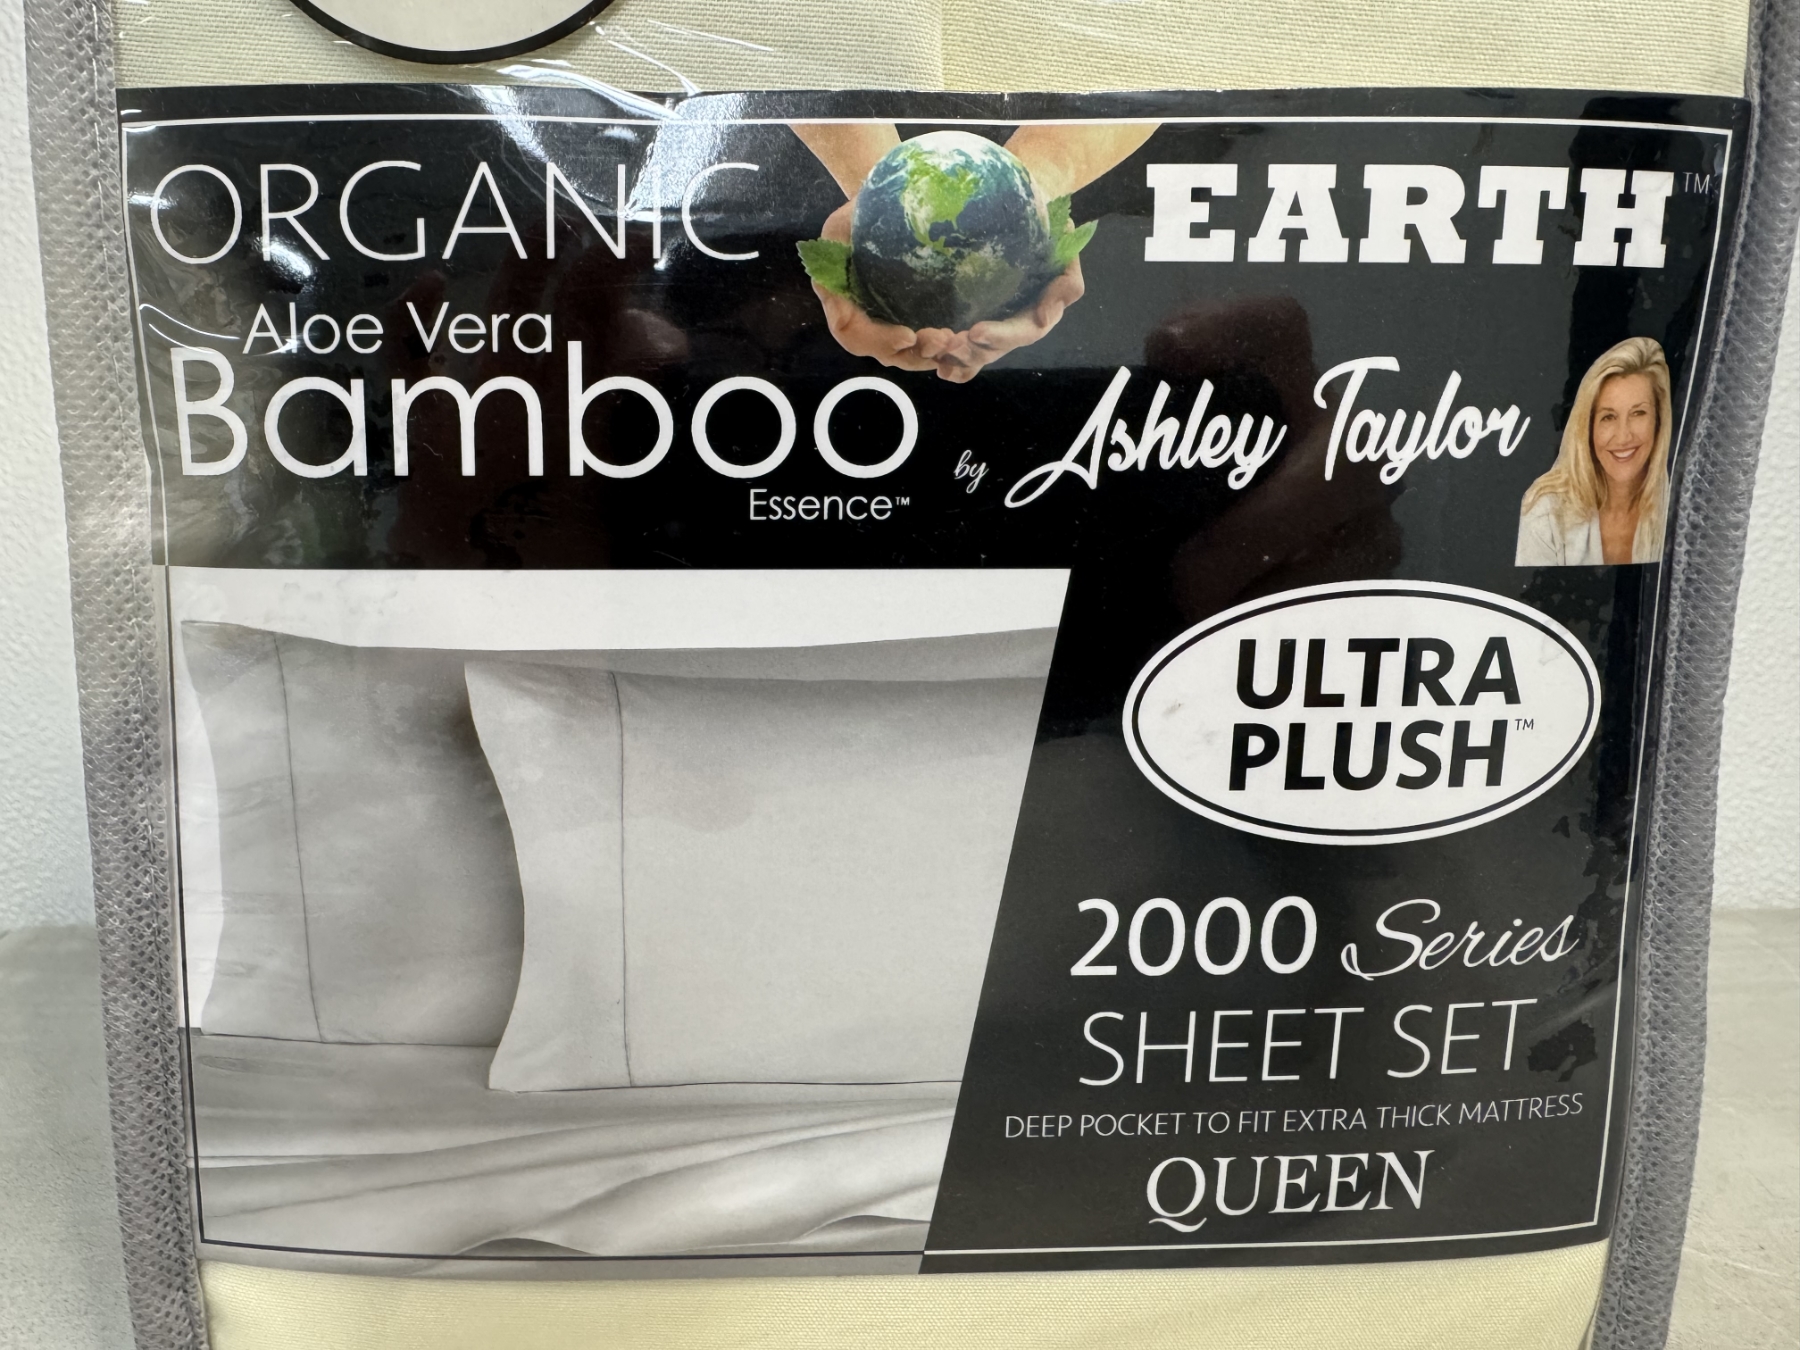 ORGANIC EARTH™
Aloe Vera
Bamboo
Essence™
by Ashley Taylor
ULTRA
PLUSH™
2000 Series
SHEET SET
DEEP POCKET TO FIT EXTRA THICK MATTRESS
QUEEN